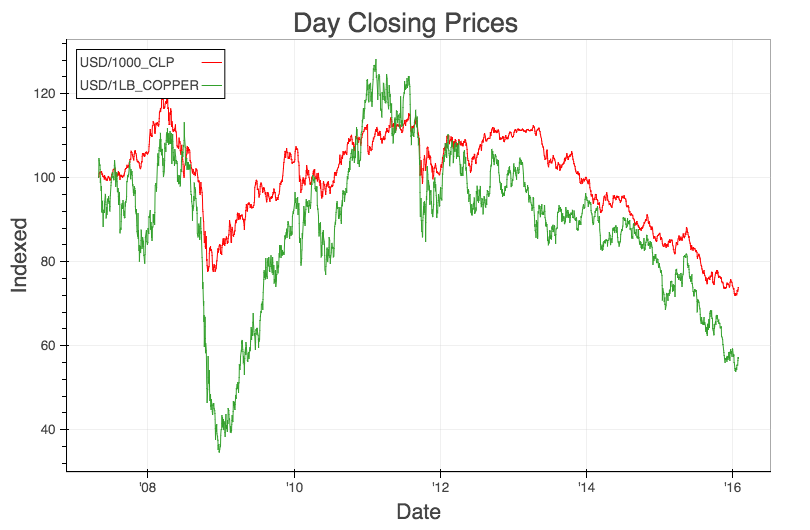 Day Closing Prices
USD/1000_CLP
USD/1LB_COPPER
120
100
80
60
40
Indexed
'08 '10 '12 '14 '16
Date